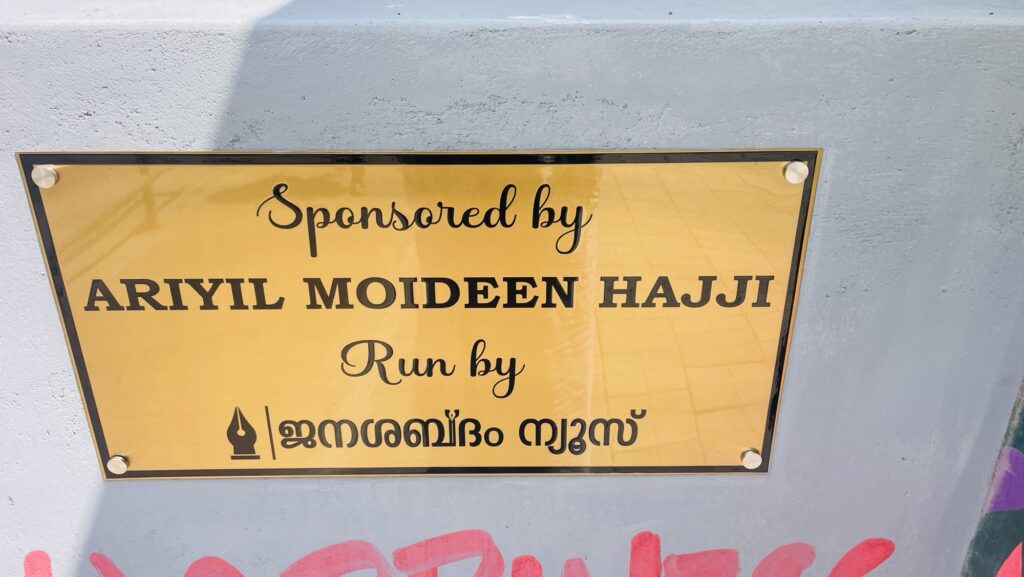 Sponsored by
ARIYIL MOIDEEN HAJJI
Run by
ജനശബ്ദം ന്യൂസ്